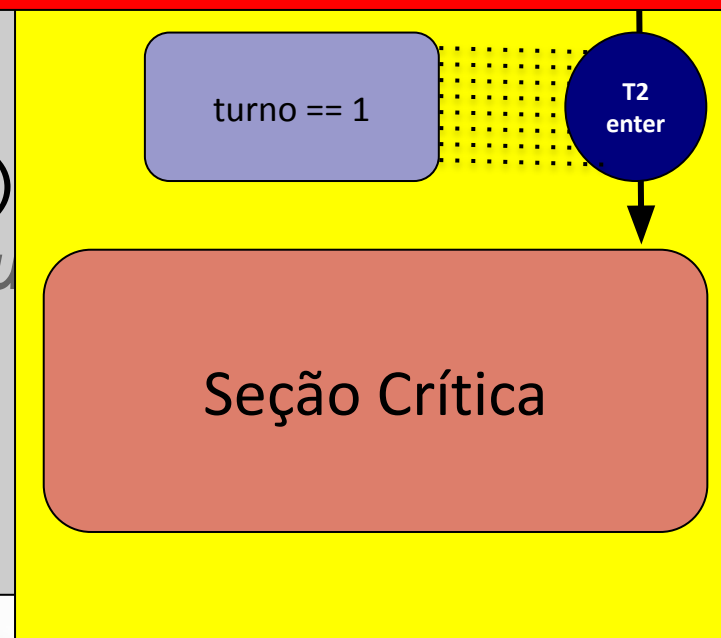 turno == 1
T2
enter
Seção Crítica